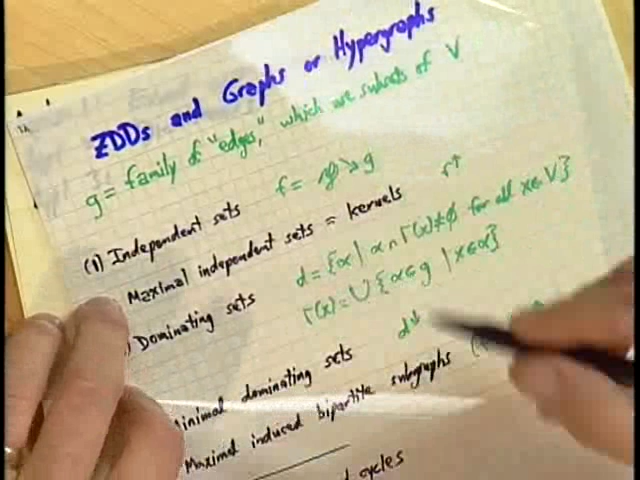 ZDDs and Graphs or Hypergraphs
g = family of "edges," which are subsets of V
(1) Independent sets f = ℘ ↘ g
Maximal independent sets = kernels f↑
) Dominating sets d = {α | α ∩ Γ(x) ≠ ∅ for all x ∈ V}
Γ(x) = ∪ {α ∈ g | x ∈ α}
inimal dominating sets d↓
Maximal induced bipartite subgraphs
cycles